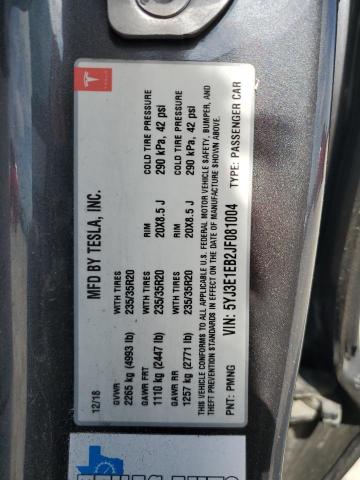 TESLA
MFD BY TESLA, INC.
12/18
GVWR WITH TIRES RIM COLD TIRE PRESSURE
2265 kg (4993 lb) 235/35R20 20X8.5 J 290 kPa, 42 psi
GAWR FRT WITH TIRES RIM COLD TIRE PRESSURE
1110 kg (2447 lb) 235/35R20 20X8.5 J 290 kPa, 42 psi
GAWR RR
1257 kg (2771 lb) 235/35R20
THIS VEHICLE CONFORMS TO ALL APPLICABLE U.S. FEDERAL MOTOR VEHICLE SAFETY, BUMPER, AND
THEFT PREVENTION STANDARDS IN EFFECT ON THE DATE OF MANUFACTURE SHOWN ABOVE.
PNT: PMNG VIN: 5YJ3E1EB2JF081004 TYPE: PASSENGER CAR